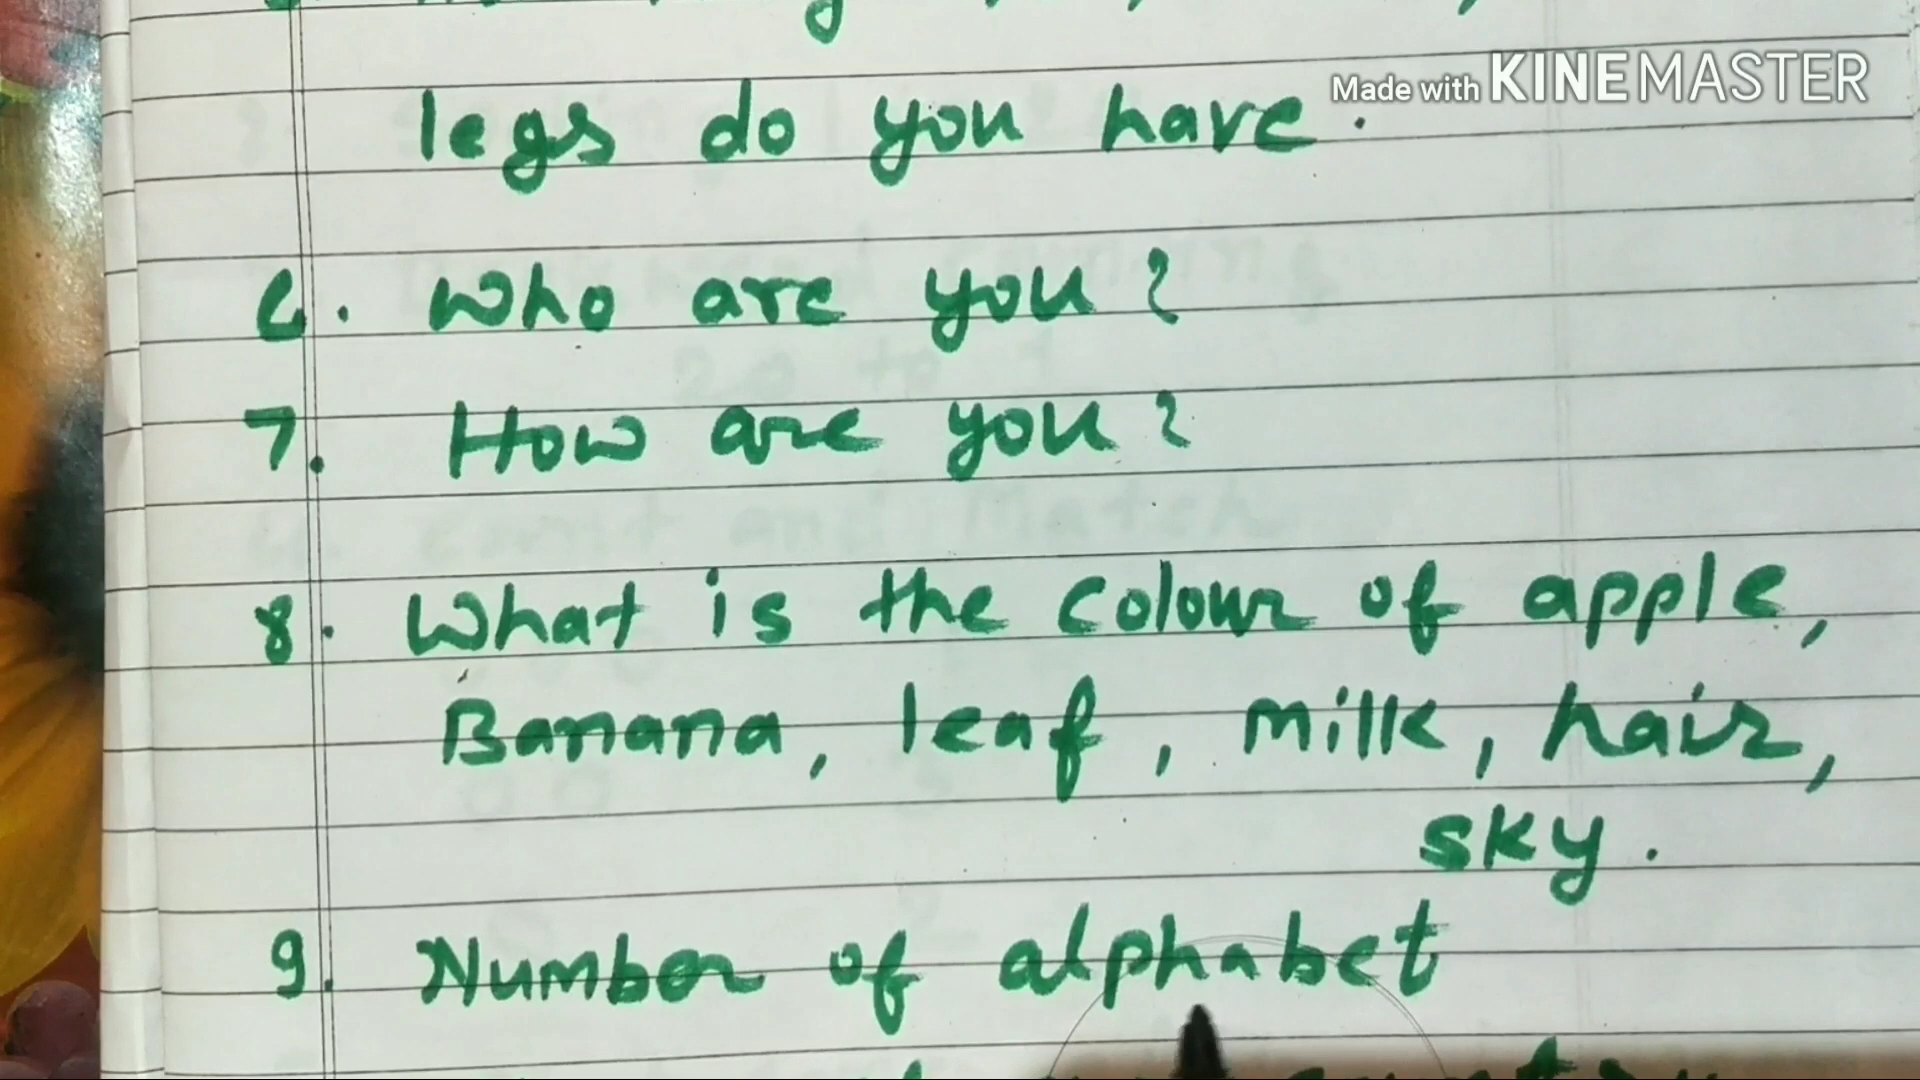 Made with KINEMASTER
legs do you have.
6. Who are you?
7. How are you?
8. What is the colour of apple,
Banana, leaf, milk, hair,
sky.
9. Number of alphabet